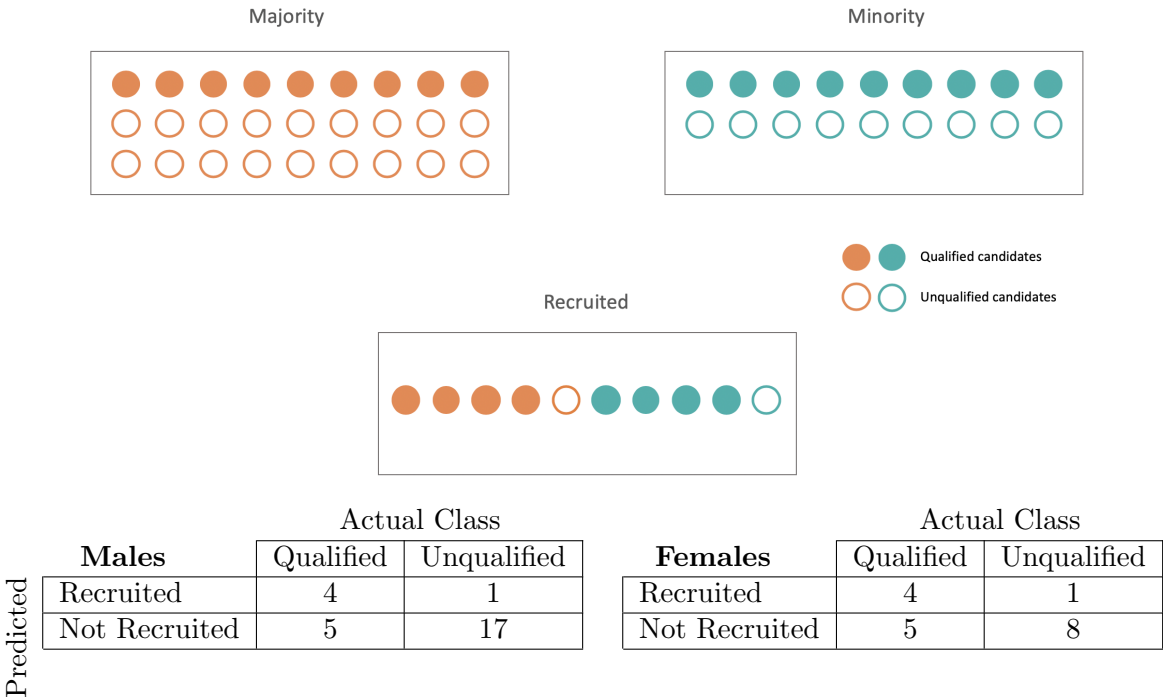 Majority
Minority
Qualified candidates
Unqualified candidates
Recruited
Actual Class
Males Qualified Unqualified
Recruited 4 1
Not Recruited 5 17
Predicted
Actual Class
Females Qualified Unqualified
Recruited 4 1
Not Recruited 5 8